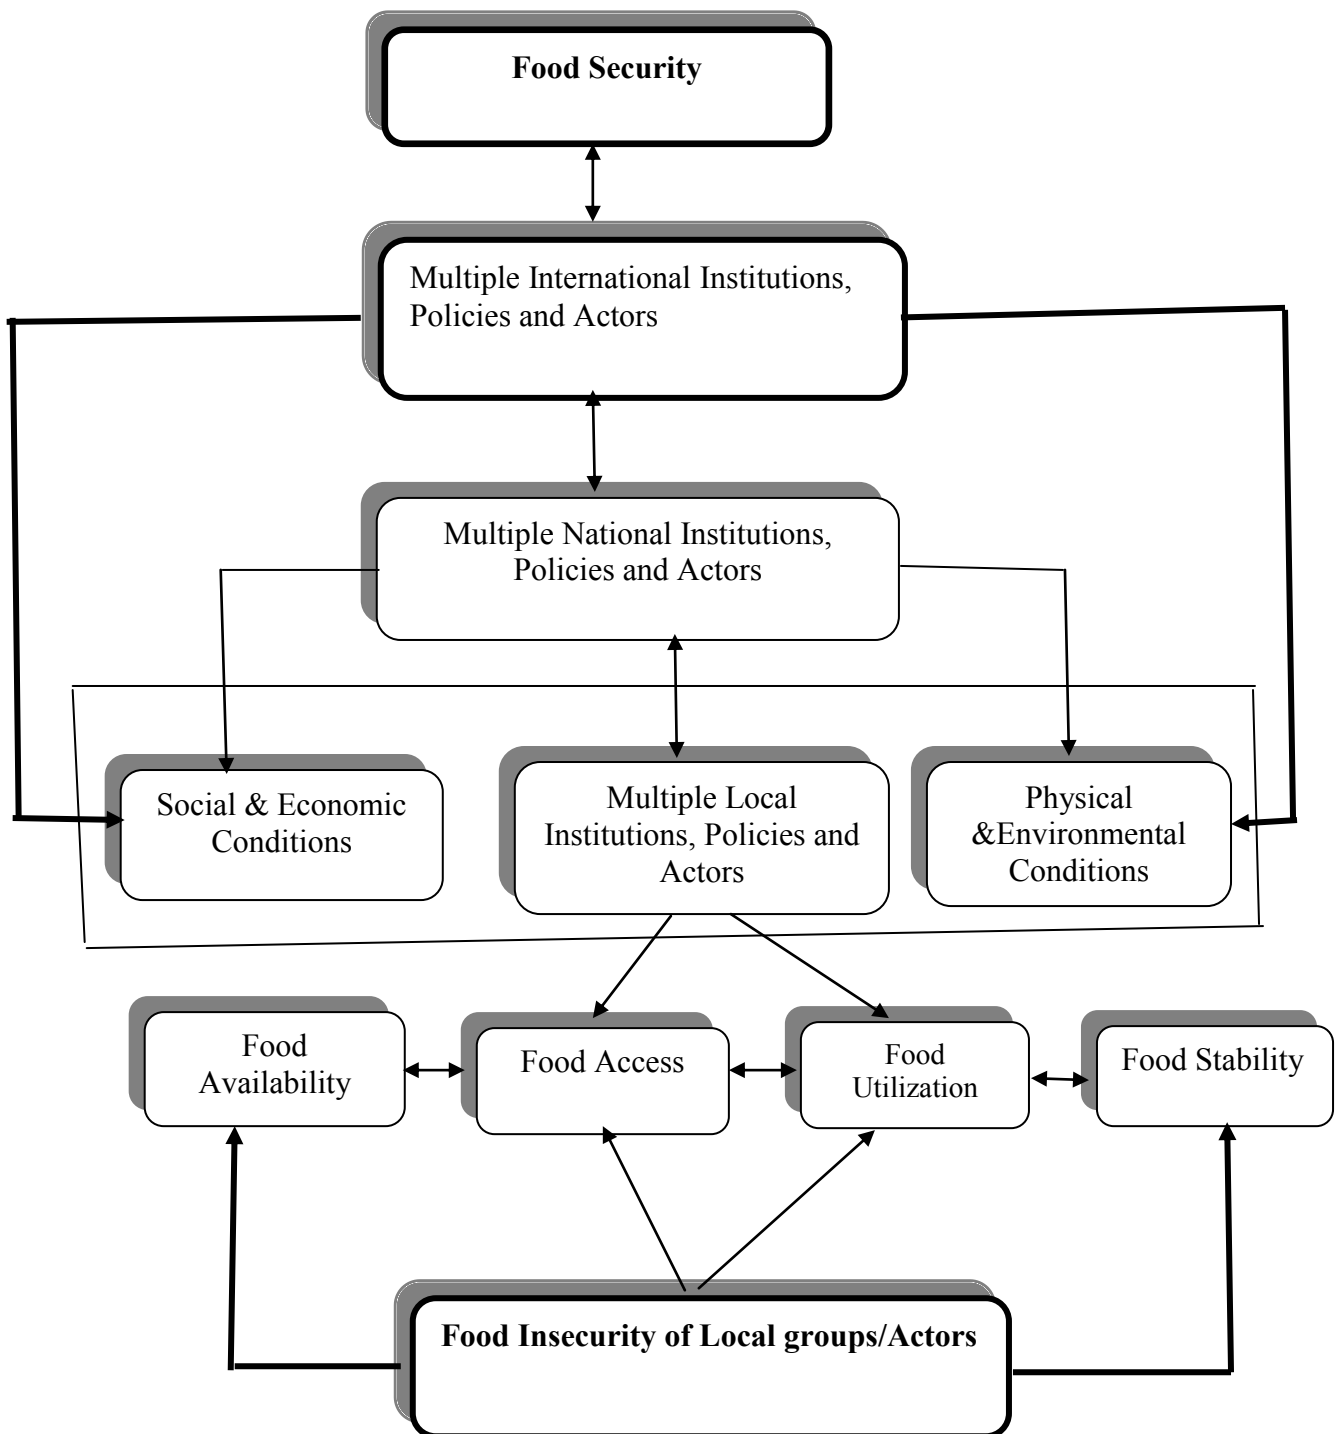 Food Security
Multiple International Institutions,
Policies and Actors
Multiple National Institutions,
Policies and Actors
Social & Economic
Conditions
Multiple Local
Institutions, Policies and
Actors
Physical
&Environmental
Conditions
Food
Availability
Food Access
Food
Utilization
Food Stability
Food Insecurity of Local groups/Actors